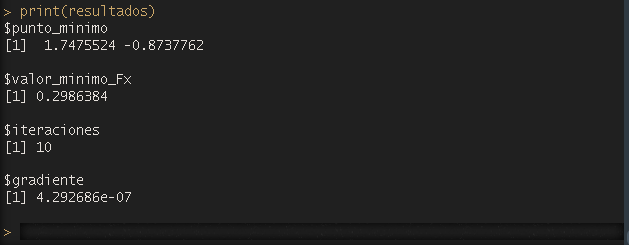 > print(resultados)
$punto_minimo
[1]  1.7475524 -0.8737762
$valor_minimo_Fx
[1] 0.2986384
$iteraciones
[1] 10
$gradiente
[1] 4.292686e-07
>